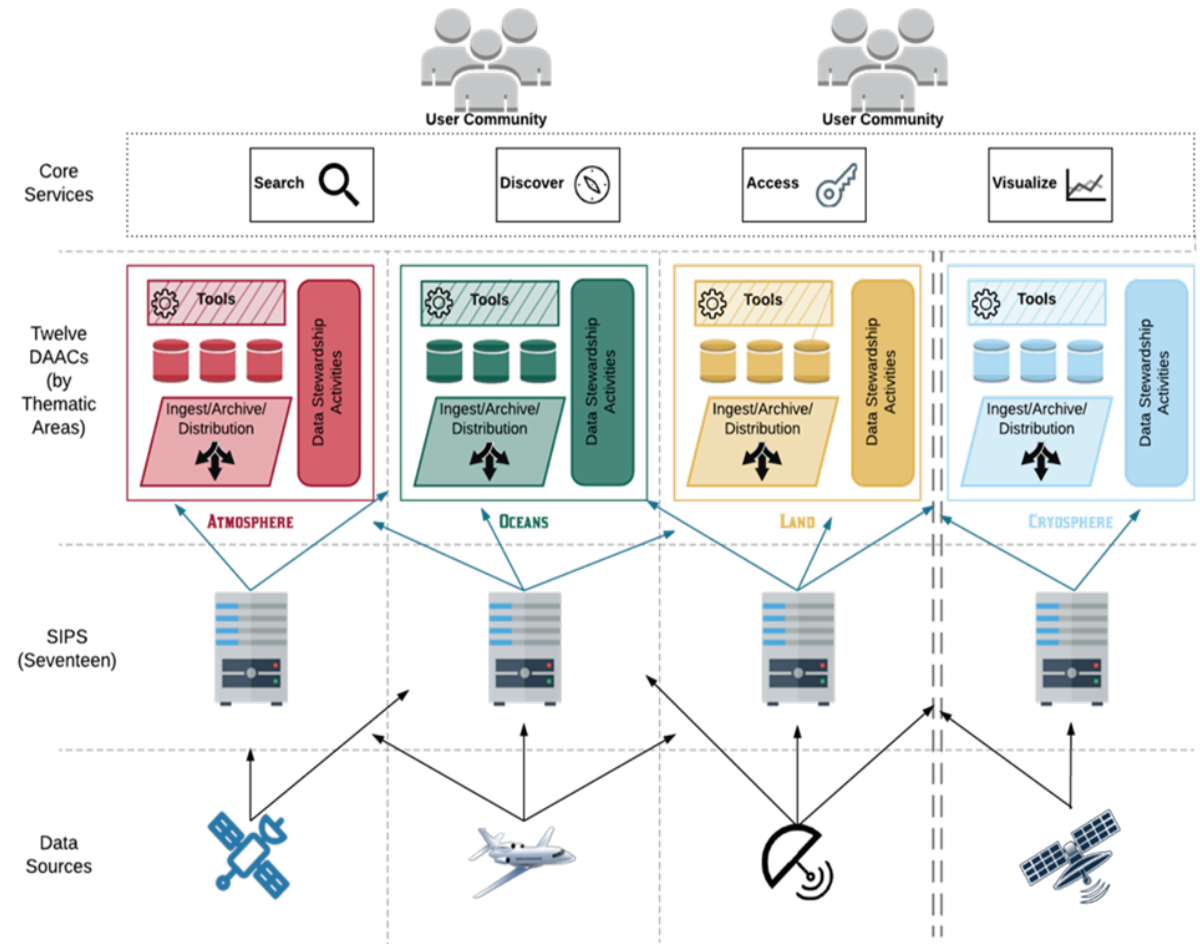 User Community
User Community
Core
Services
Search
Discover
Access
Visualize
Twelve
DAACs
(by
Thematic
Areas)
Tools
Ingest/Archive/
Distribution
Data Stewardship
Activities
Tools
Ingest/Archive/
Distribution
Data Stewardship
Activities
Tools
Ingest/Archive/
Distribution
Data Stewardship
Activities
Tools
Ingest/Archive/
Distribution
Data Stewardship
Activities
ATMOSPHERE
OCEANS
LAND
CRYOSPHERE
SIPS
(Seventeen)
Data
Sources